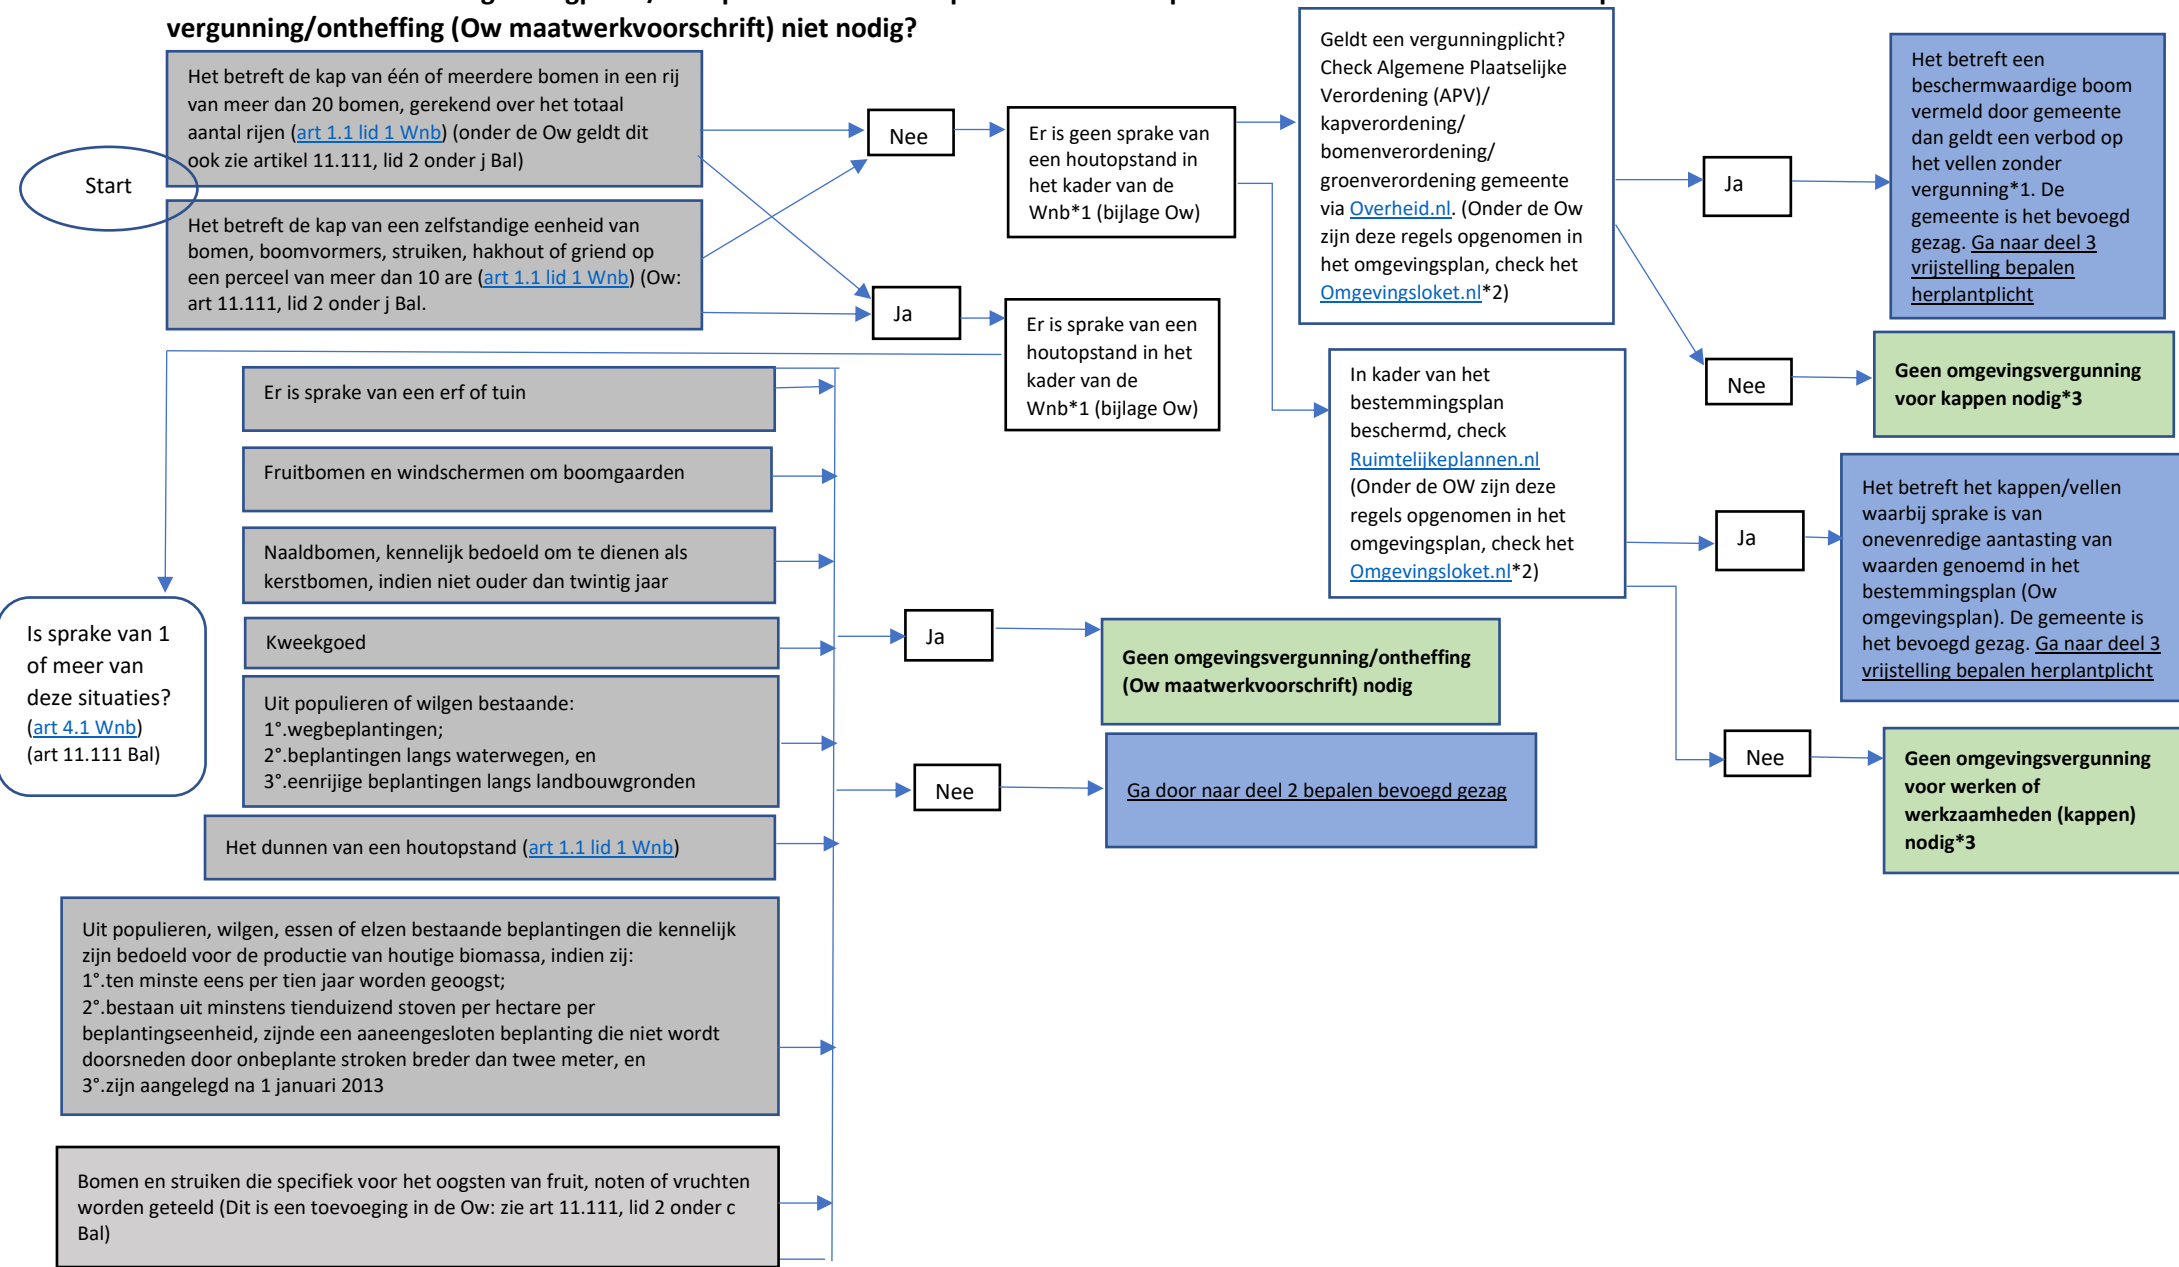 vergunning/ontheffing (Ow maatwerkvoorschrift) niet nodig?
Start
Het betreft de kap van één of meerdere bomen in een rij
van meer dan 20 bomen, gerekend over het totaal
aantal rijen (art 1.1 lid 1 Wnb) (onder de Ow geldt dit
ook zie artikel 11.111, lid 2 onder j Bal)
Het betreft de kap van een zelfstandige eenheid van
bomen, boomvormers, struiken, hakhout of griend op
een perceel van meer dan 10 are (art 1.1 lid 1 Wnb) (Ow:
art 11.111, lid 2 onder j Bal.
Nee
Ja
Er is geen sprake van
een houtopstand in
het kader van de
Wnb*1 (bijlage Ow)
Er is sprake van een
houtopstand in het
kader van de
Wnb*1 (bijlage Ow)
Geldt een vergunningplicht?
Check Algemene Plaatselijke
Verordening (APV)/
kapverordening/
bomenverordening/
groenverordening gemeente
via Overheid.nl. (Onder de Ow
zijn deze regels opgenomen in
het omgevingsplan, check het
Omgevingsloket.nl*2)
Ja
Het betreft een
beschermwaardige boom
vermeld door gemeente
dan geldt een verbod op
het vellen zonder
vergunning*1. De
gemeente is het bevoegd
gezag. Ga naar deel 3
vrijstelling bepalen
herplantplicht
Nee
Geen omgevingsvergunning
voor kappen nodig*3
In kader van het
bestemmingsplan
beschermd, check
Ruimtelijkeplannen.nl
(Onder de OW zijn deze
regels opgenomen in het
omgevingsplan, check het
Omgevingsloket.nl*2)
Ja
Het betreft het kappen/vellen
waarbij sprake is van
onevenredige aantasting van
waarden genoemd in het
bestemmingsplan (Ow
omgevingsplan). De gemeente is
het bevoegd gezag. Ga naar deel 3
vrijstelling bepalen herplantplicht
Nee
Geen omgevingsvergunning
voor werken of
werkzaamheden (kappen)
nodig*3
Is sprake van 1
of meer van
deze situaties?
(art 4.1 Wnb)
(art 11.111 Bal)
Er is sprake van een erf of tuin
Fruitbomen en windschermen om boomgaarden
Naaldbomen, kennelijk bedoeld om te dienen als
kerstbomen, indien niet ouder dan twintig jaar
Kweekgoed
Uit populieren of wilgen bestaande:
1°.wegbeplantingen;
2°.beplantingen langs waterwegen, en
3°.eenrijige beplantingen langs landbouwgronden
Het dunnen van een houtopstand (art 1.1 lid 1 Wnb)
Uit populieren, wilgen, essen of elzen bestaande beplantingen die kennelijk
zijn bedoeld voor de productie van houtige biomassa, indien zij:
1°.ten minste eens per tien jaar worden geoogst;
2°.bestaan uit minstens tienduizend stoven per hectare per
beplantingseenheid, zijnde een aaneengesloten beplanting die niet wordt
doorsneden door onbeplante stroken breder dan twee meter, en
3°.zijn aangelegd na 1 januari 2013
Bomen en struiken die specifiek voor het oogsten van fruit, noten of vruchten
worden geteeld (Dit is een toevoeging in de Ow: zie art 11.111, lid 2 onder c
Bal)
Ja
Geen omgevingsvergunning/ontheffing
(Ow maatwerkvoorschrift) nodig
Nee
Ga door naar deel 2 bepalen bevoegd gezag